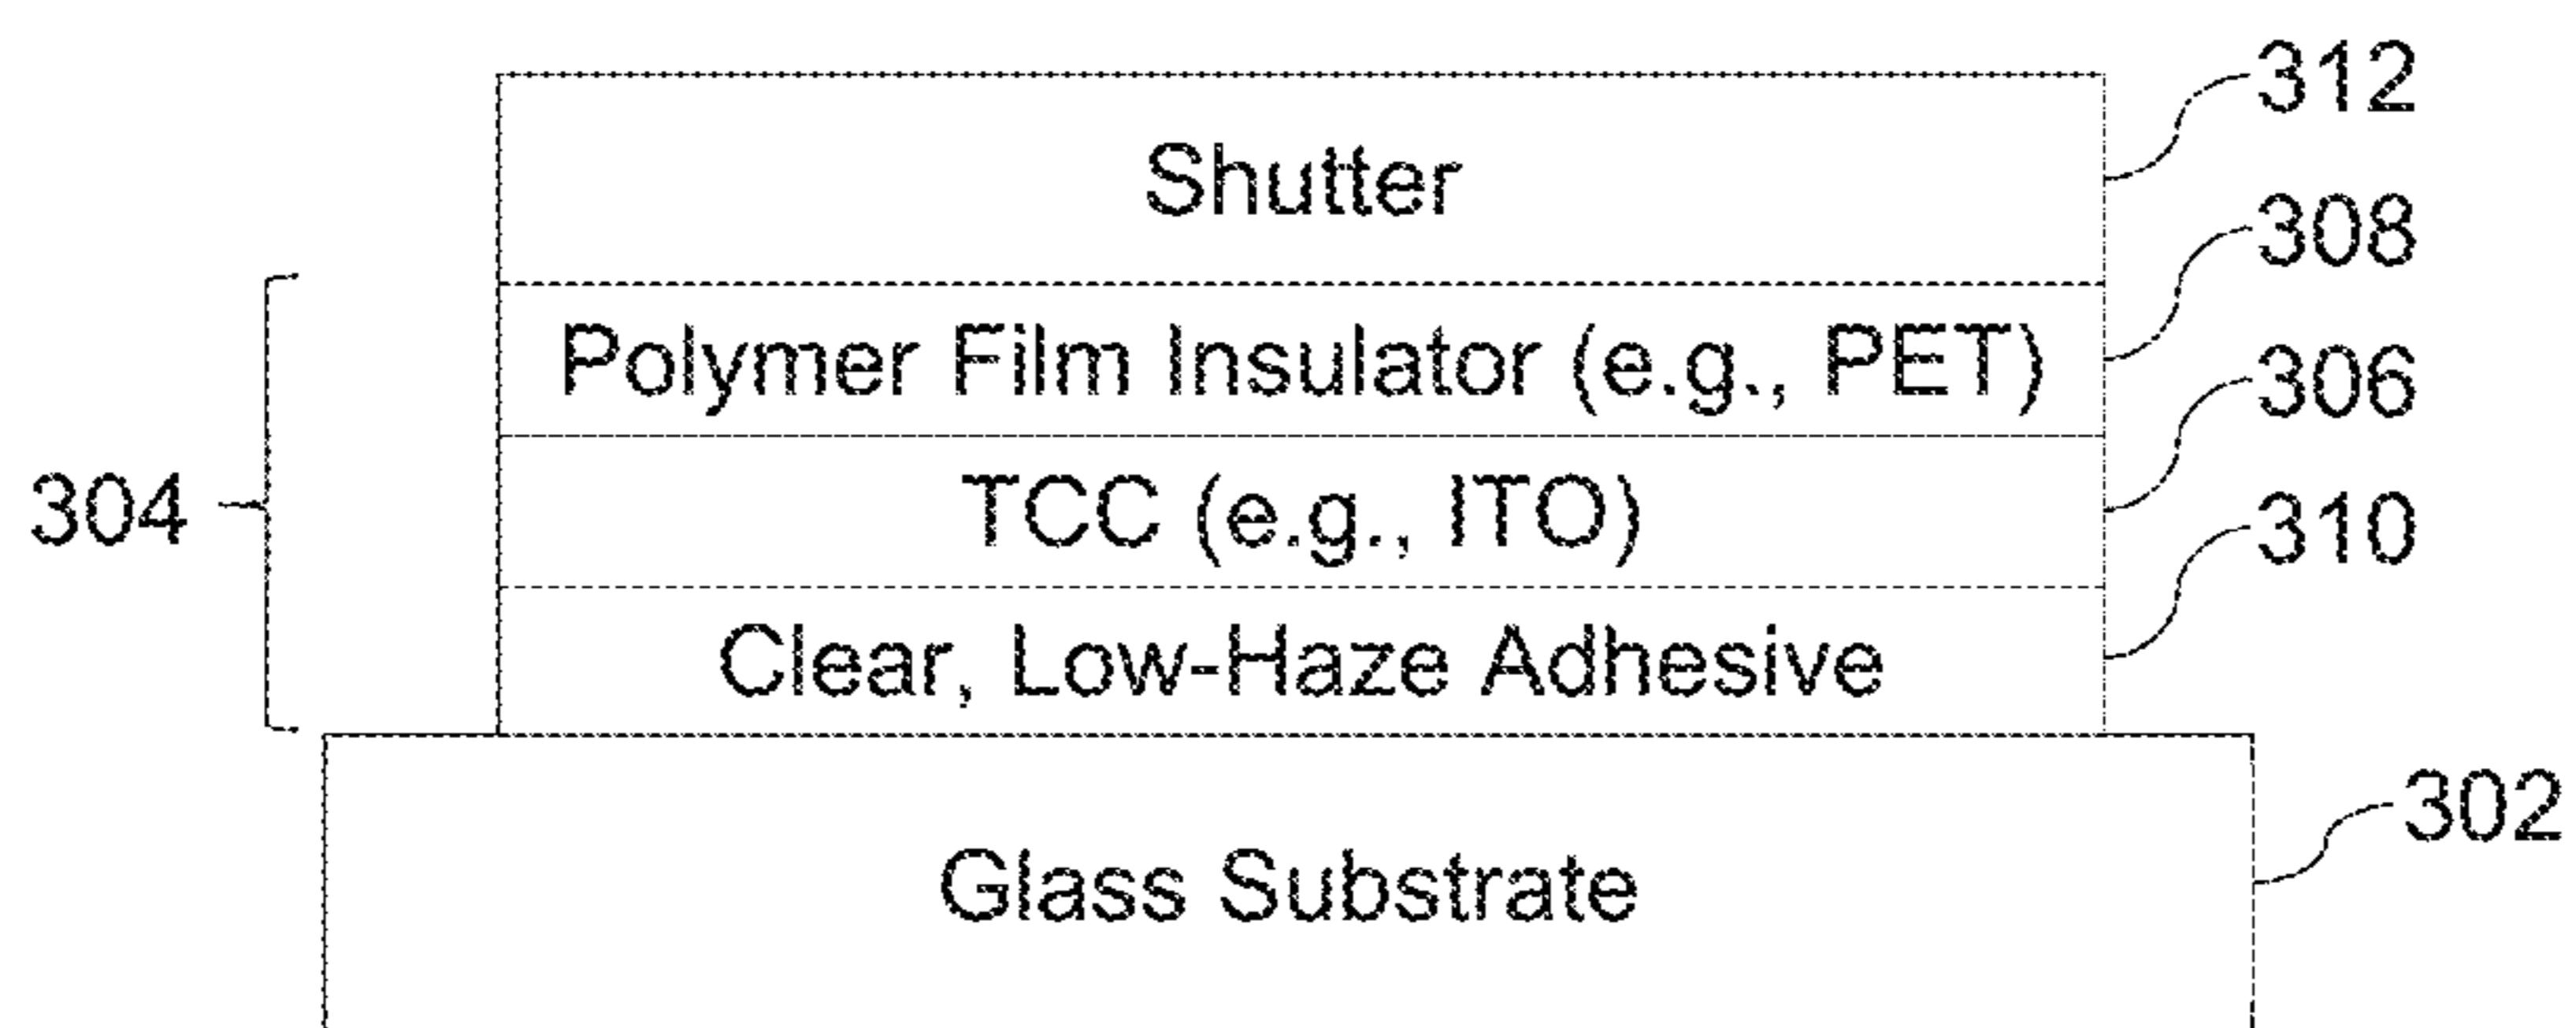 312
Shutter
308
Polymer Film Insulator (e.g., PET)
306
304
TCC (e.g., ITO)
310
Clear, Low-Haze Adhesive
302
Glass Substrate